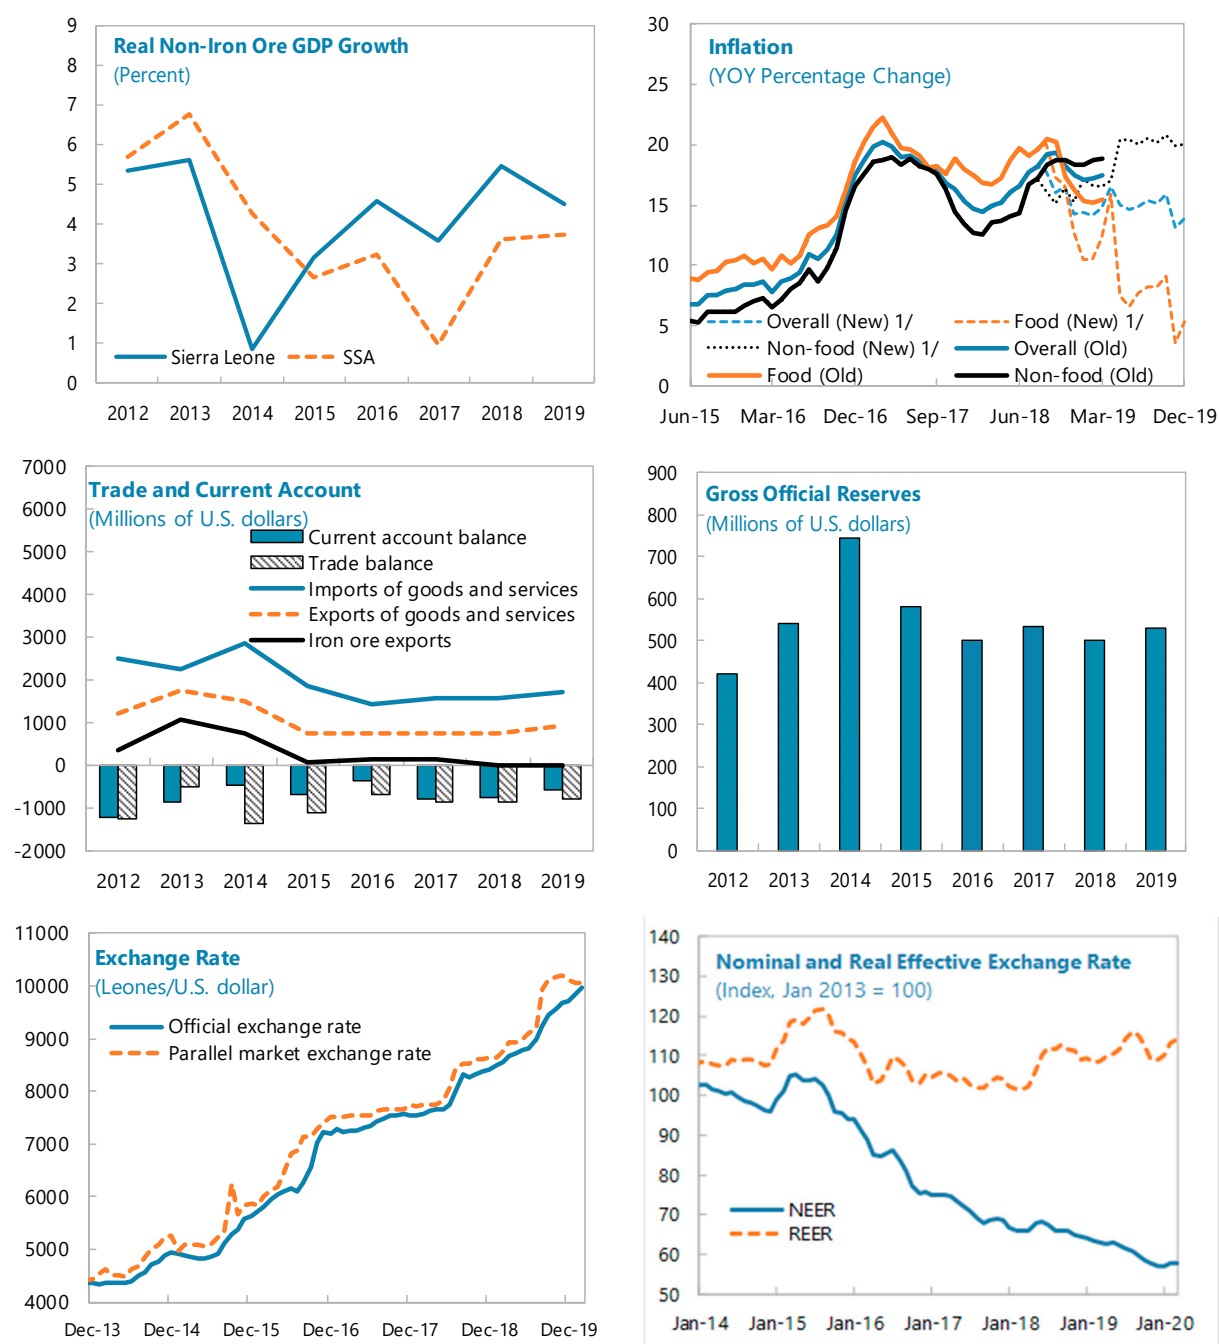 Real Non-Iron Ore GDP Growth
(Percent)
9
8
7
6
5
4
3
2
1
0
Sierra Leone
SSA
2012 2013 2014 2015 2016 2017 2018 2019
Inflation
(YOY Percentage Change)
30
25
20
15
10
5
0
Overall (New) 1/
Food (New) 1/
Non-food (New) 1/
Overall (Old)
Food (Old)
Non-food (Old)
Jun-15 Mar-16 Dec-16 Sep-17 Jun-18 Mar-19 Dec-19
Trade and Current Account
(Millions of U.S. dollars)
7000
6000
5000
4000
3000
2000
1000
0
-1000
-2000
Current account balance
Trade balance
Imports of goods and services
Exports of goods and services
Iron ore exports
2012 2013 2014 2015 2016 2017 2018 2019
Gross Official Reserves
(Millions of U.S. dollars)
900
800
700
600
500
400
300
200
100
0
2012 2013 2014 2015 2016 2017 2018 2019
Exchange Rate
(Leones/U.S. dollar)
11000
10000
9000
8000
7000
6000
5000
4000
Official exchange rate
Parallel market exchange rate
Dec-13 Dec-14 Dec-15 Dec-16 Dec-17 Dec-18 Dec-19
Nominal and Real Effective Exchange Rate
(Index, Jan 2013 = 100)
140
130
120
110
100
90
80
70
60
50
NEER
REER
Jan-14 Jan-15 Jan-16 Jan-17 Jan-18 Jan-19 Jan-20